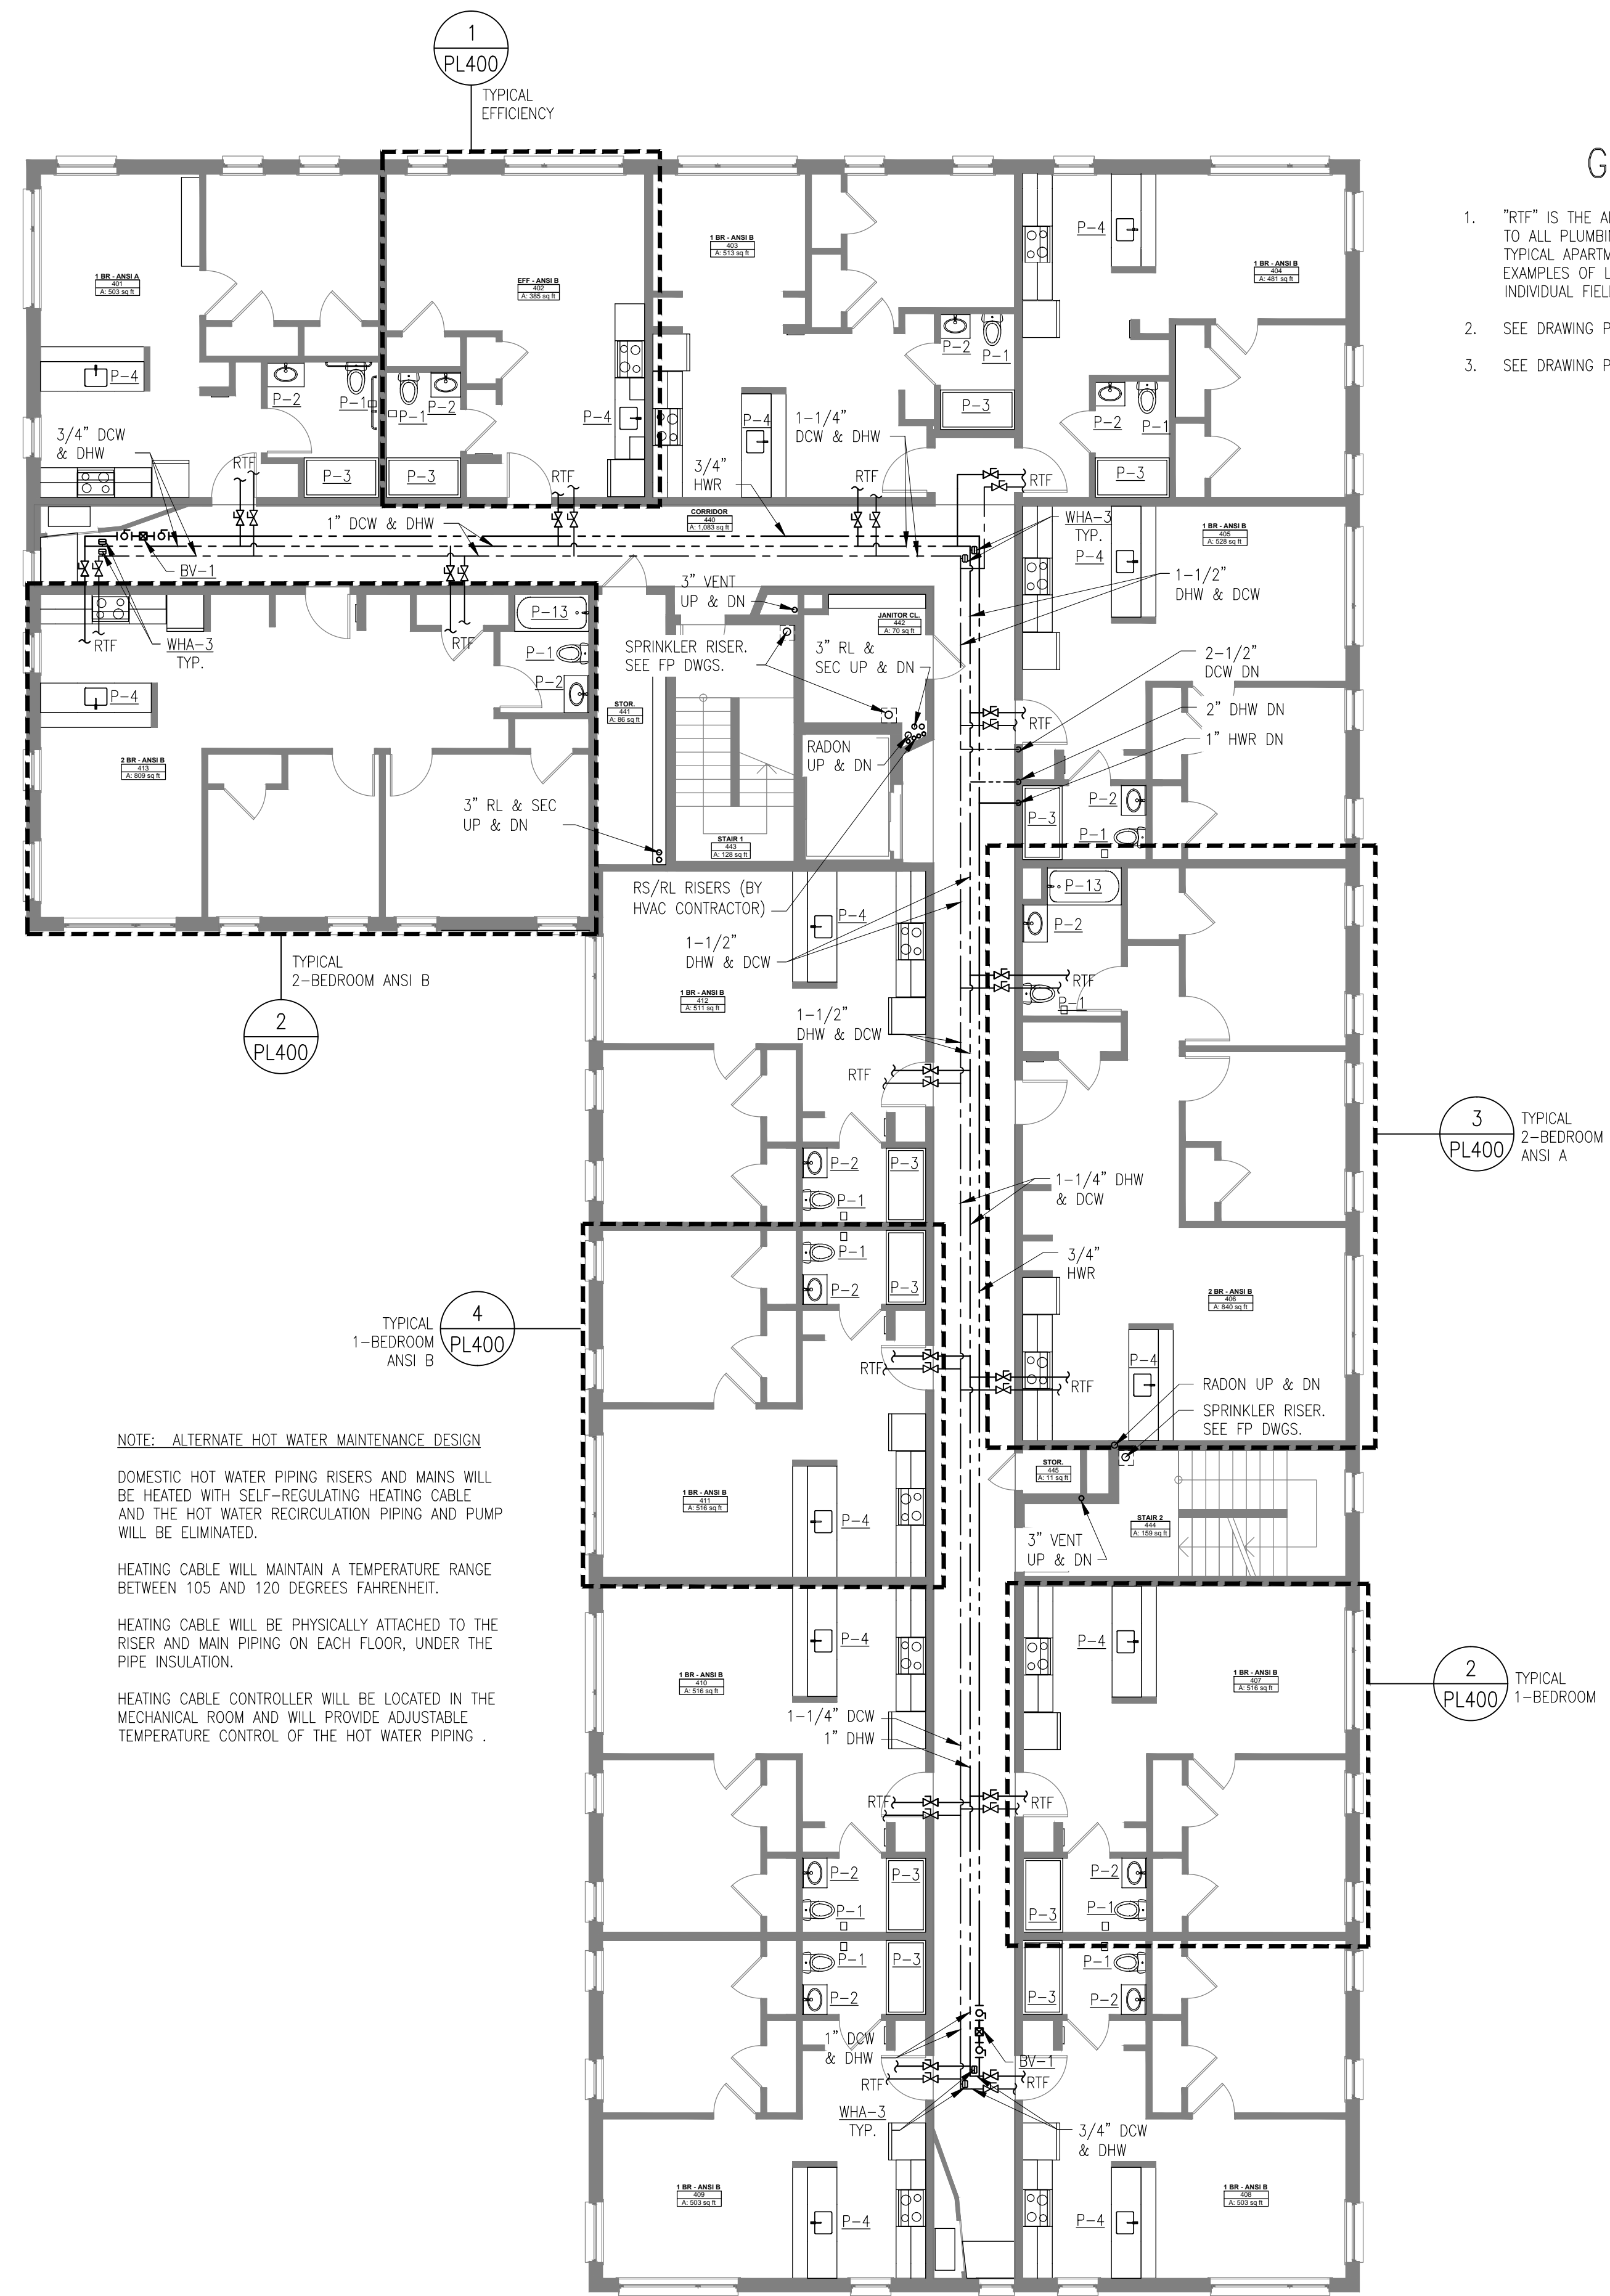 1
PL400
TYPICAL
EFFICIENCY
G
1. "RTF" IS THE A
TO ALL PLUMBI
TYPICAL APARTM
EXAMPLES OF L
INDIVIDUAL FIEL
2. SEE DRAWING P
3. SEE DRAWING P
1 BR - ANSI A
401
A: 503 sq ft
P-4
P-2
P-1
P-3
3/4" DCW
& DHW
RTF
EFF - ANSI B
402
A: 385 sq ft
P-1
P-2
P-3
P-4
RTF
1 BR - ANSI B
403
A: 513 sq ft
P-2
P-1
P-3
P-4
1-1/4"
DCW & DHW
3/4"
HWR
RTF
1 BR - ANSI B
404
A: 481 sq ft
P-4
P-2
P-1
P-3
RTF
CORRIDOR
440
A: 1,083 sq ft
1" DCW & DHW
BV-1
WHA-3
TYP.
1 BR - ANSI B
405
A: 528 sq ft
P-4
1-1/2"
DHW & DCW
2-1/2"
DCW DN
2" DHW DN
1" HWR DN
RTF
P-2
P-3
P-1
3" VENT
UP & DN
JANITOR CL.
442
A: 70 sq ft
SPRINKLER RISER.
SEE FP DWGS.
3" RL &
SEC UP & DN
STOR.
441
A: 86 sq ft
RADON
UP & DN
3" RL & SEC
UP & DN
STAIR 1
443
A: 128 sq ft
RS/RL RISERS (BY
HVAC CONTRACTOR)
RTF
WHA-3
TYP.
RTF
P-13
P-1
P-2
P-4
2 BR - ANSI B
413
A: 809 sq ft
TYPICAL
2-BEDROOM ANSI B
2
PL400
1-1/2"
DHW & DCW
P-4
1 BR - ANSI B
412
A: 511 sq ft
1-1/2"
DHW & DCW
RTF
P-2
P-3
P-1
P-13
P-2
RTF
P-1
3
PL400
TYPICAL
2-BEDROOM
ANSI A
1-1/4" DHW
& DCW
3/4"
HWR
2 BR - ANSI B
406
A: 840 sq ft
P-4
RTF
RADON UP & DN
SPRINKLER RISER.
SEE FP DWGS.
TYPICAL
1-BEDROOM
ANSI B
4
PL400
P-1
P-2
P-3
RTF
1 BR - ANSI B
411
A: 516 sq ft
P-4
STOR.
445
A: 11 sq ft
STAIR 2
444
A: 159 sq ft
3" VENT
UP & DN
NOTE: ALTERNATE HOT WATER MAINTENANCE DESIGN
DOMESTIC HOT WATER PIPING RISERS AND MAINS WILL
BE HEATED WITH SELF-REGULATING HEATING CABLE
AND THE HOT WATER RECIRCULATION PIPING AND PUMP
WILL BE ELIMINATED.
HEATING CABLE WILL MAINTAIN A TEMPERATURE RANGE
BETWEEN 105 AND 120 DEGREES FAHRENHEIT.
HEATING CABLE WILL BE PHYSICALLY ATTACHED TO THE
RISER AND MAIN PIPING ON EACH FLOOR, UNDER THE
PIPE INSULATION.
HEATING CABLE CONTROLLER WILL BE LOCATED IN THE
MECHANICAL ROOM AND WILL PROVIDE ADJUSTABLE
TEMPERATURE CONTROL OF THE HOT WATER PIPING .
P-4
1 BR - ANSI B
410
A: 516 sq ft
1-1/4" DCW
1" DHW
RTF
P-2
P-3
P-1
P-4
1 BR - ANSI B
407
A: 516 sq ft
RTF
P-2
P-3
P-1
2
PL400
TYPICAL
1-BEDROOM
P-1
P-3
P-2
1" DCW
& DHW
RTF
WHA-3
TYP.
1 BR - ANSI B
409
A: 503 sq ft
P-4
P-1
P-3
P-2
BV-1
RTF
3/4" DCW
& DHW
1 BR - ANSI B
408
A: 503 sq ft
P-4